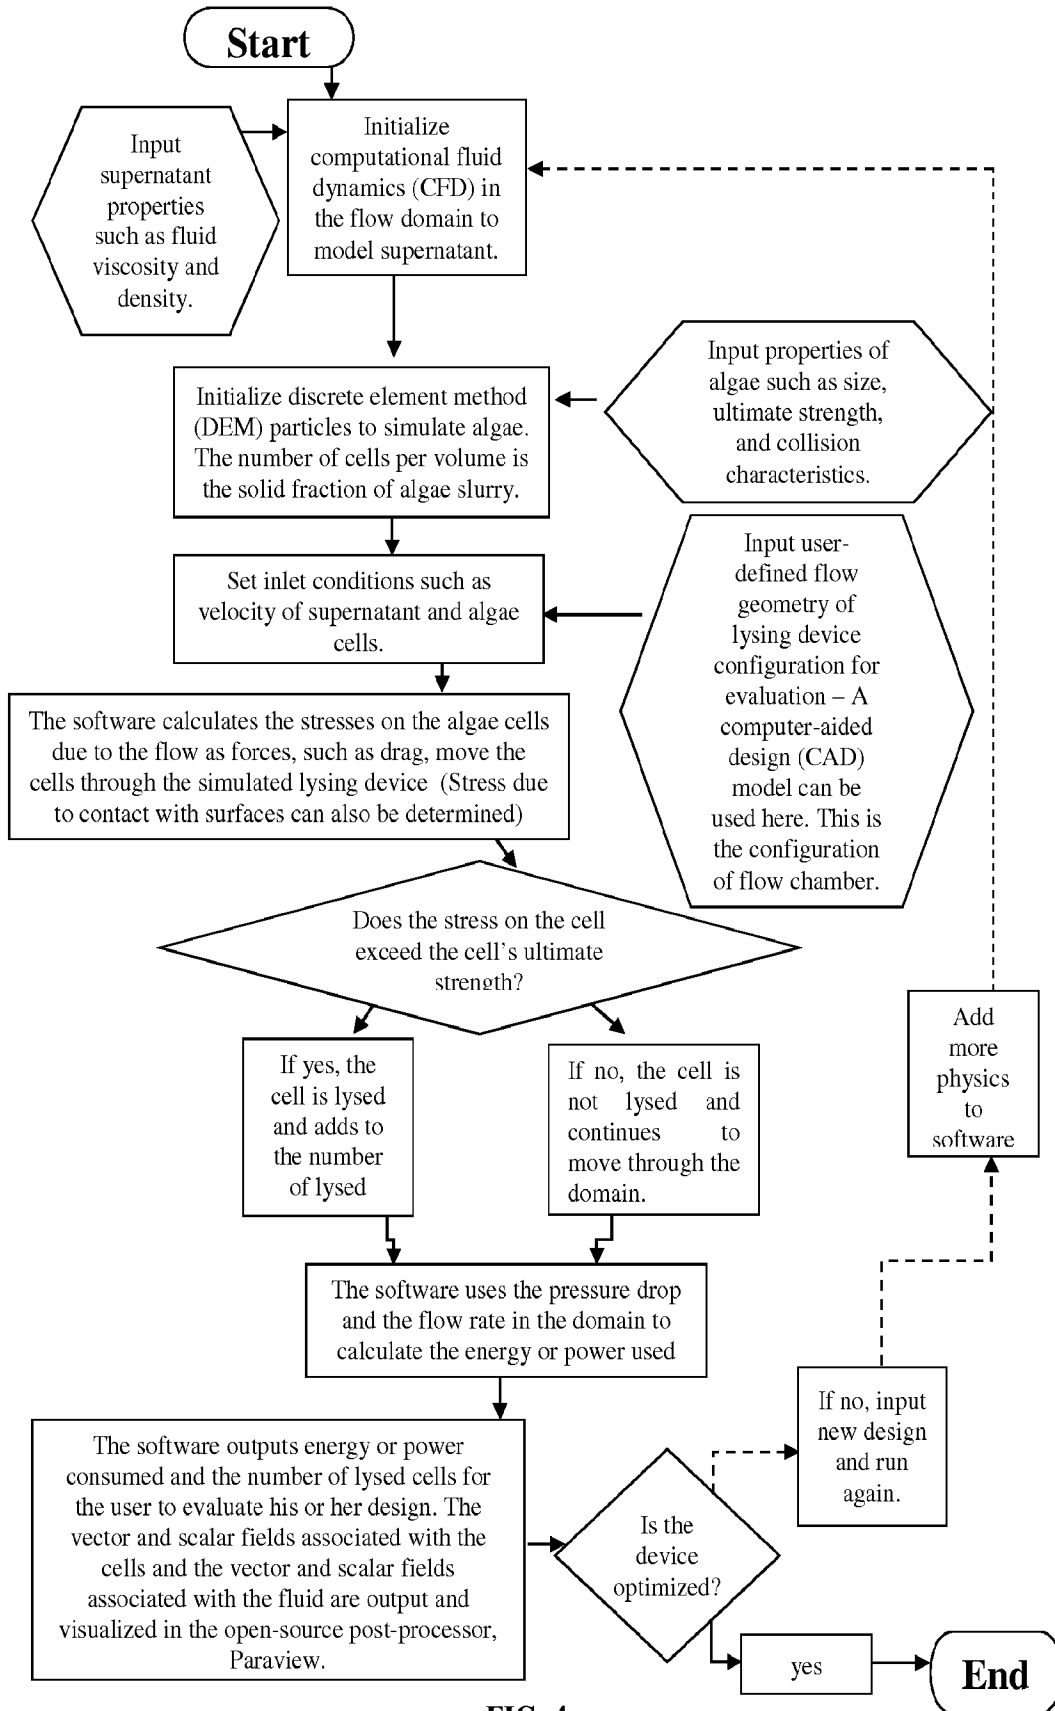 Start
Input
supernatant
properties
such as fluid
viscosity and
density.
Initialize
computational fluid
dynamics (CFD) in
the flow domain to
model supernatant.
Input properties of
algae such as size,
ultimate strength,
and collision
characteristics.
Initialize discrete element method
(DEM) particles to simulate algae.
The number of cells per volume is
the solid fraction of algae slurry.
Set inlet conditions such as
velocity of supernatant and algae
cells.
Input user-
defined flow
geometry of
lysing device
configuration for
evaluation – A
computer-aided
design (CAD)
model can be
used here. This is
the configuration
of flow chamber.
The software calculates the stresses on the algae cells
due to the flow as forces, such as drag, move the
cells through the simulated lysing device (Stress due
to contact with surfaces can also be determined)
Does the stress on the cell
exceed the cell's ultimate
strength?
If yes, the
cell is lysed
and adds to
the number
of lysed
If no, the cell is
not lysed and
continues to
move through the
domain.
Add
more
physics
to
software
The software uses the pressure drop
and the flow rate in the domain to
calculate the energy or power used
If no, input
new design
and run
again.
The software outputs energy or power
consumed and the number of lysed cells for
the user to evaluate his or her design. The
vector and scalar fields associated with the
cells and the vector and scalar fields
associated with the fluid are output and
visualized in the open-source post-processor,
Paraview.
Is the
device
optimized?
yes
End
FIG. 4